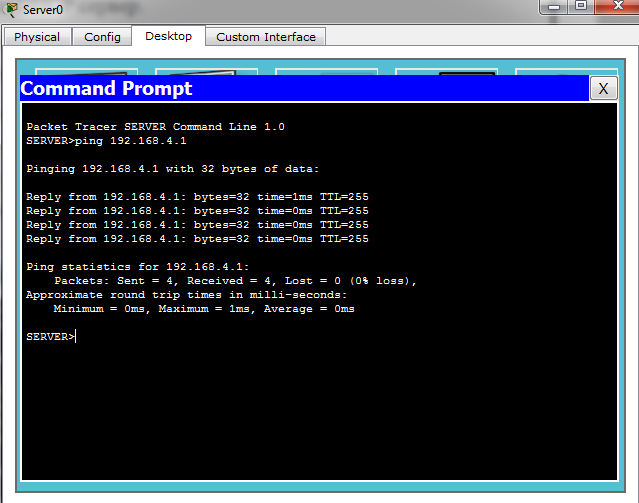 Server0
Physical Config Desktop Custom Interface
Command Prompt
X
Packet Tracer SERVER Command Line 1.0
SERVER>ping 192.168.4.1
Pinging 192.168.4.1 with 32 bytes of data:
Reply from 192.168.4.1: bytes=32 time=1ms TTL=255
Reply from 192.168.4.1: bytes=32 time=0ms TTL=255
Reply from 192.168.4.1: bytes=32 time=0ms TTL=255
Reply from 192.168.4.1: bytes=32 time=0ms TTL=255
Ping statistics for 192.168.4.1:
Packets: Sent = 4, Received = 4, Lost = 0 (0% loss),
Approximate round trip times in milli-seconds:
Minimum = 0ms, Maximum = 1ms, Average = 0ms
SERVER>